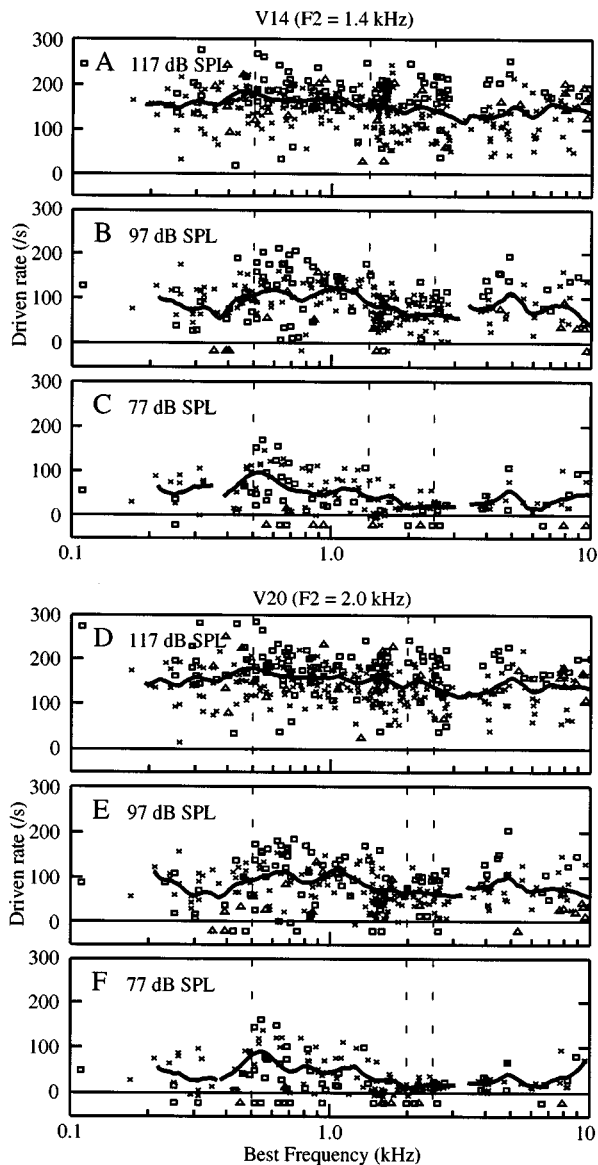 V14 (F2 = 1.4 kHz)
300
A 117 dB SPL
200
100
0
300
B 97 dB SPL
200
100
0
Driven rate (/s)
300
C 77 dB SPL
200
100
0
0.1 1.0 10
V20 (F2 = 2.0 kHz)
300
D 117 dB SPL
200
100
0
300
E 97 dB SPL
200
100
0
Driven rate (/s)
300
F 77 dB SPL
200
100
0
0.1 1.0 10
Best Frequency (kHz)